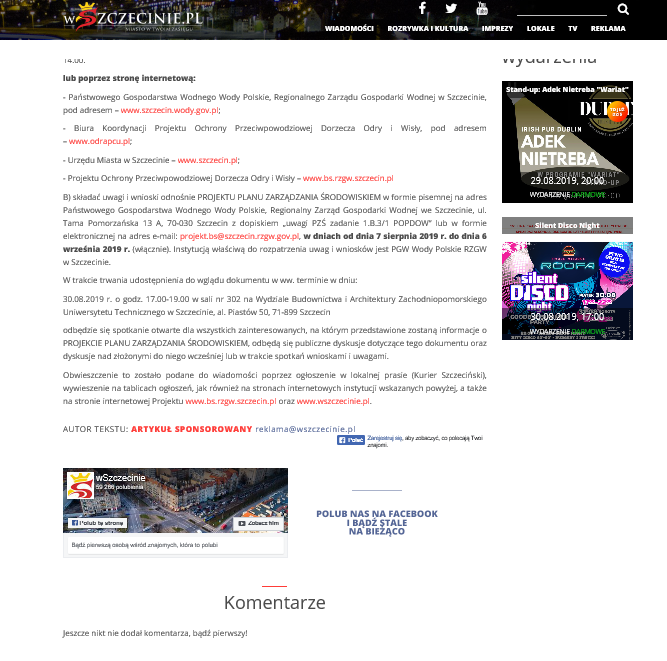 wSZCZECINIE.PL
MIASTO W TWOIM ZASIĘGU
WIADOMOŚCI ROZRYWKA I KULTURA IMPREZY LOKALE TV REKLAMA
14.00.
lub poprzez stronę internetową:
- Państwowego Gospodarstwa Wodnego Wody Polskie, Regionalnego Zarządu Gospodarki Wodnej w Szczecinie,
pod adresem – www.szczecin.wody.gov.pl;
- Biura Koordynacji Projektu Ochrony Przeciwpowodziowej Dorzecza Odry i Wisły, pod adresem
– www.odrapcu.pl;
- Urzędu Miasta w Szczecinie – www.szczecin.pl;
- Projektu Ochrony Przeciwpowodziowej Dorzecza Odry i Wisły – www.bs.rzgw.szczecin.pl
B) składać uwagi i wnioski odnośnie PROJEKTU PLANU ZARZĄDZANIA ŚRODOWISKIEM w formie pisemnej na adres
Państwowego Gospodarstwa Wodnego Wody Polskie, Regionalny Zarząd Gospodarki Wodnej we Szczecinie, ul.
Tama Pomorzańska 13 A, 70-030 Szczecin z dopiskiem „uwagi PZŚ zadanie 1.B.3/1 POPDOW” lub w formie
elektronicznej na adres e-mail: projekt.bs@szczecin.rzgw.gov.pl, w dniach od dnia 7 sierpnia 2019 r. do dnia 6
września 2019 r. (włącznie). Instytucją właściwą do rozpatrzenia uwag i wniosków jest PGW Wody Polskie RZGW
w Szczecinie.
W trakcie trwania udostępnienia do wglądu dokumentu w ww. terminie w dniu:
30.08.2019 r. o godz. 17.00-19.00 w sali nr 302 na Wydziale Budownictwa i Architektury Zachodniopomorskiego
Uniwersytetu Technicznego w Szczecinie, al. Piastów 50, 71-899 Szczecin
odbędzie się spotkanie otwarte dla wszystkich zainteresowanych, na którym przedstawione zostaną informacje o
PROJEKCIE PLANU ZARZĄDZANIA ŚRODOWISKIEM, odbędą się publiczne dyskusje dotyczące tego dokumentu oraz
dyskusje nad złożonymi do niego wcześniej lub w trakcie spotkań wnioskami i uwagami.
Obwieszczenie to zostało podane do wiadomości poprzez ogłoszenie w lokalnej prasie (Kurier Szczeciński),
wywieszenie na tablicach ogłoszeń, jak również na stronach internetowych instytucji wskazanych powyżej, a także
na stronie internetowej Projektu www.bs.rzgw.szczecin.pl oraz www.wszczecinie.pl.
AUTOR TEKSTU: ARTYKUŁ SPONSOROWANY reklama@wszczecinie.pl
Poleć Zarejestruj się, aby zobaczyć, co polecają Twoi
znajomi.
wSzczecinie
59 266 polubienia
Polub tę stronę Zobacz film
Bądź pierwszą osobą wśród znajomych, która to polubi
POLUB NAS NA FACEBOOK
I BĄDŹ STALE
NA BIEŻĄCO
Komentarze
Jeszcze nikt nie dodał komentarza, bądź pierwszy!
wydarzenia
Stand-up: Adek Nietreba "Wariat"
IRISH PUB DUBLIN
ADEK
NIETREBA
W PROGRAMIE "WARIAT"
29.08.2019, 20:00
WYDARZENIE DARMOWE
Silent Disco Night
ROOFA
silent
DISCO
night
30.08.2019, 17:00
WYDARZENIE DARMOWE